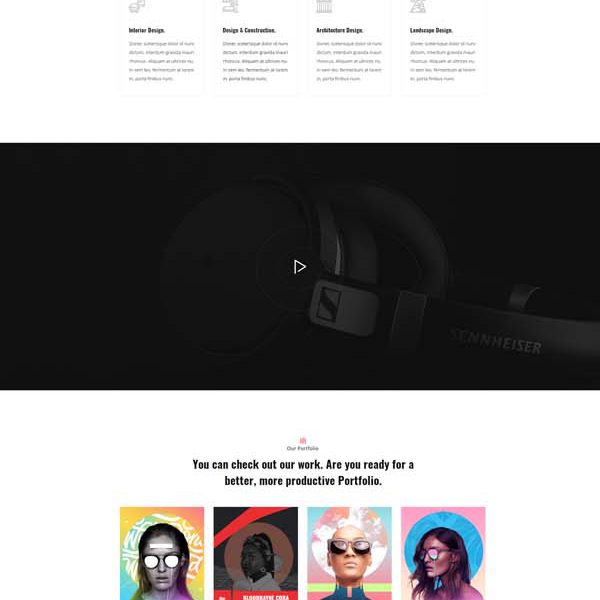 Interior Design.
Donec scelerisque dolor id nunc
dictum, interdum gravida mauri
rhoncus. Aliquam at ultrices nu
in sem leo, fermentum at lorem
in, porta finibus nunc.
Design & Construction.
Donec scelerisque dolor id nunc
dictum, interdum gravida mauri
rhoncus. Aliquam at ultrices nu
in sem leo, fermentum at lorem
in, porta finibus nunc.
Architecture Design.
Donec scelerisque dolor id nunc
dictum, interdum gravida mauri
rhoncus. Aliquam at ultrices nu
in sem leo, fermentum at lorem
in, porta finibus nunc.
Landscape Design.
Donec scelerisque dolor id nunc
dictum, interdum gravida mauri
rhoncus. Aliquam at ultrices nu
in sem leo, fermentum at lorem
in, porta finibus nunc.
SENNHEISER
Our Portfolio
You can check out our work. Are you ready for a
better, more productive Portfolio.